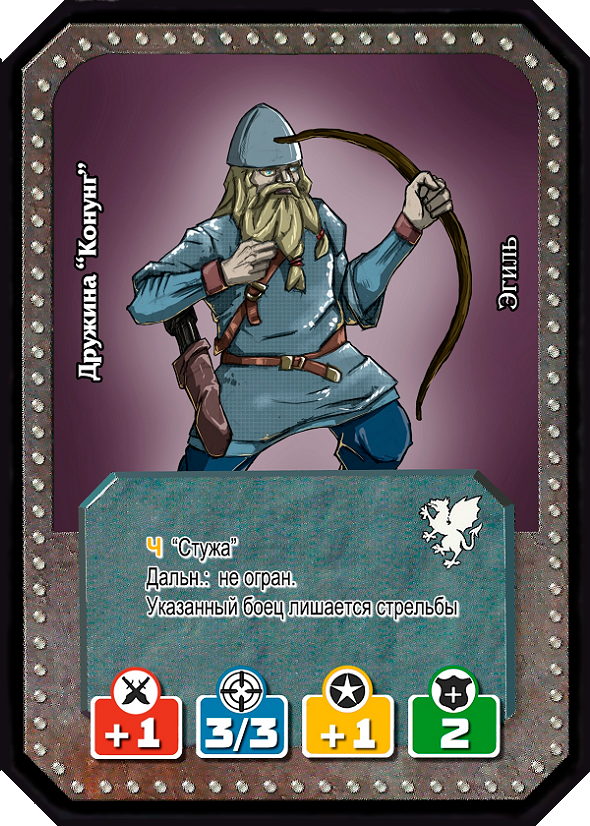 Дружина “Конунг”
Эгиль
Ч “Стужа”
Дальн.: не огран.
Указанный боец лишается стрельбы
+1 3/3 +1 2